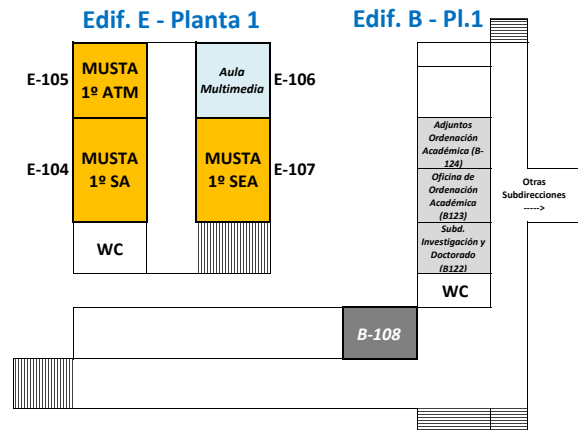 Edif. E - Planta 1
Edif. B - Pl.1
E-105
MUSTA
1º ATM
Aula
Multimedia
E-106
E-104
MUSTA
1º SA
MUSTA
1º SEA
E-107
WC
Adjuntos
Ordenación
Académica (B-
124)
Oficina de
Ordenación
Académica
(B123)
Subd.
Investigación y
Doctorado
(B122)
WC
Otras
Subdirecciones
----->
B-108